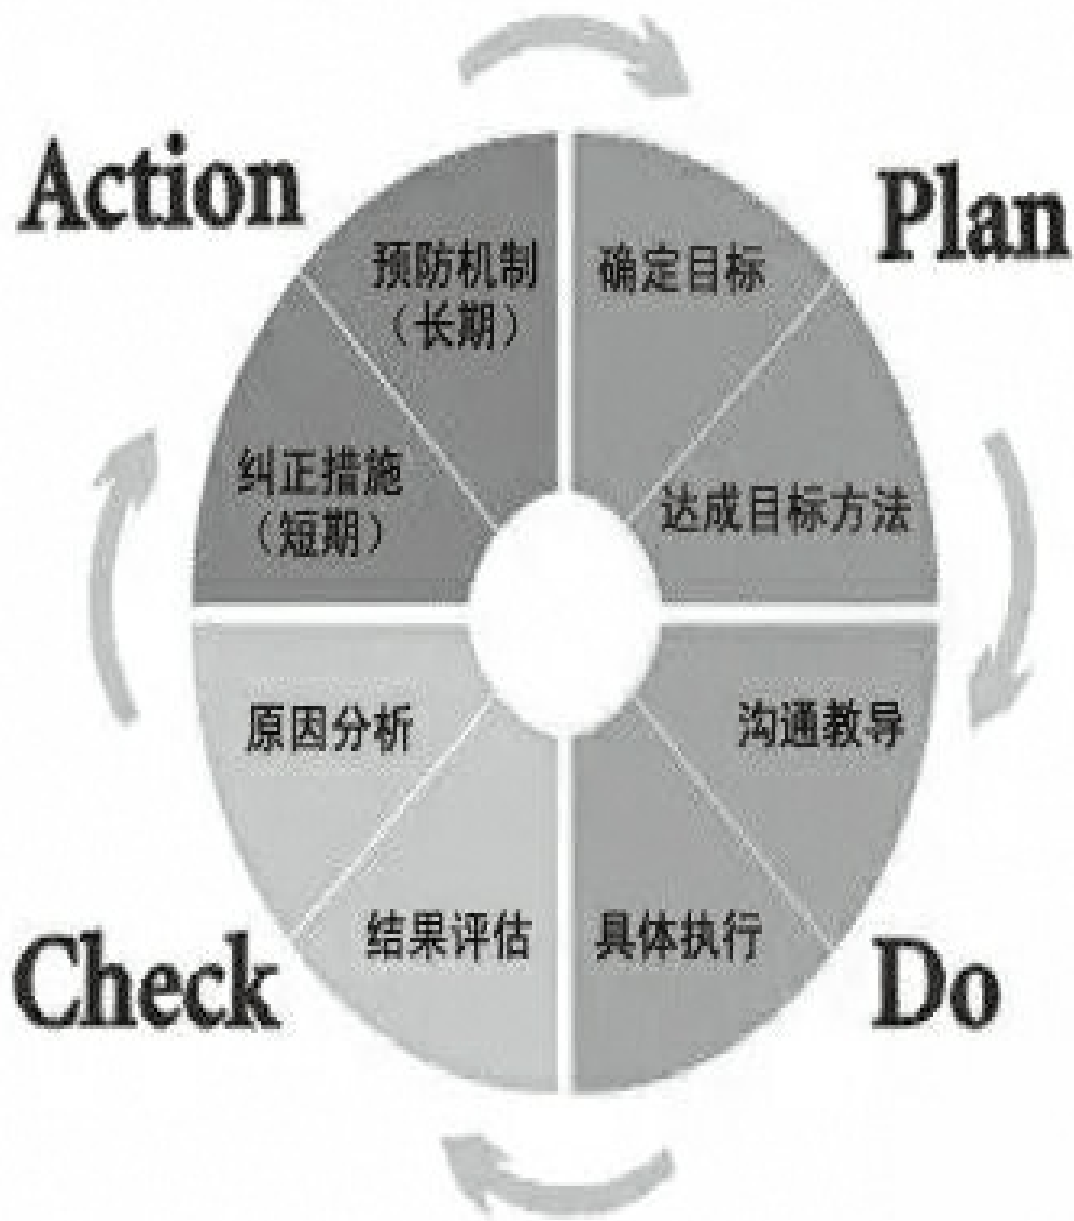 Action
Plan
预防机制
（长期）
确定目标
纠正措施
（短期）
达成目标方法
原因分析
沟通教导
结果评估
具体执行
Check
Do